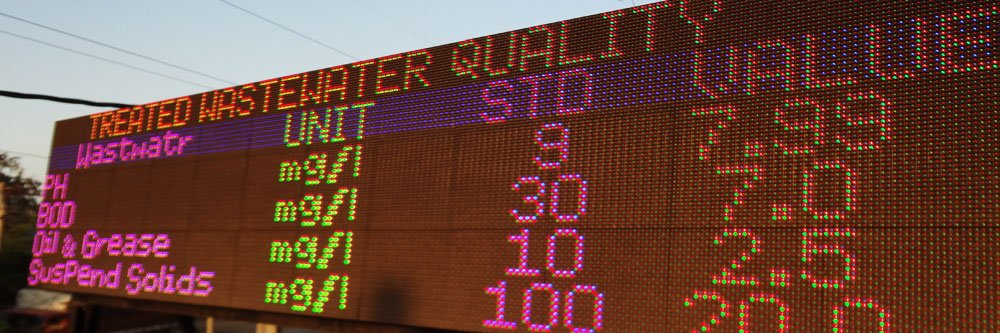 TREATED WASTEWATER QUALITY
Wastwatr UNIT STD VALUE
PH mg/l 9 7.99
BOD mg/l 30 7.0
Oil & Grease mg/l 10 2.5
SusPend Solids mg/l 100 20.0